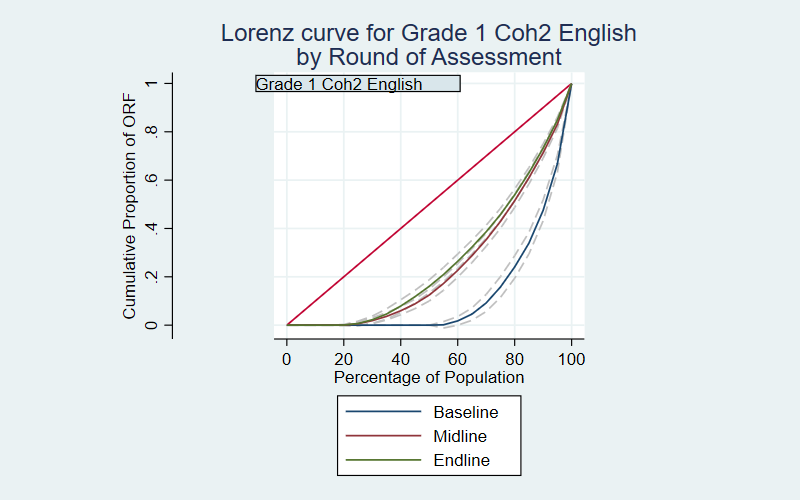 Lorenz curve for Grade 1 Coh2 English
by Round of Assessment
Grade 1 Coh2 English
Cumulative Proportion of ORF
1
.8
.6
.4
.2
0
0 20 40 60 80 100
Percentage of Population
Baseline
Midline
Endline